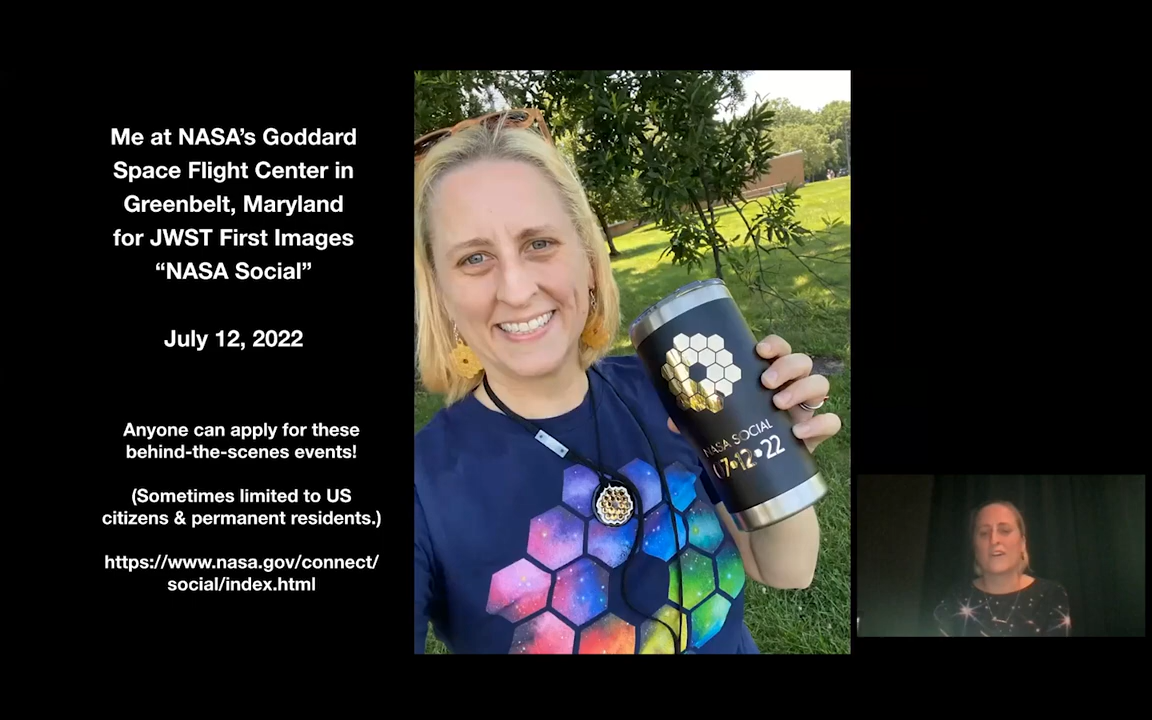 Me at NASA’s Goddard
Space Flight Center in
Greenbelt, Maryland
for JWST First Images
“NASA Social”
July 12, 2022
Anyone can apply for these
behind-the-scenes events!
(Sometimes limited to US
citizens & permanent residents.)
https://www.nasa.gov/connect/
social/index.html
NASA SOCIAL
07•12•22